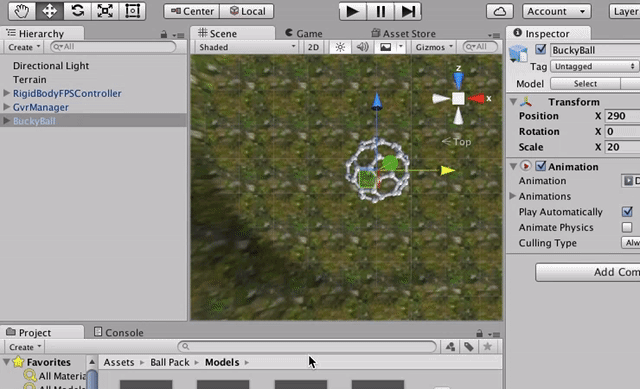 Center Local Account Layer
Hierarchy Scene Game Asset Store Inspector
Create All Shaded 2D Gizmos All BuckyBall
Tag Untagged
Directional Light
Model Select
Terrain
RigidBodyFPSController Transform
GvrManager Position X 290
BuckyBall Rotation X 0
Scale X 20
z
x
Top
Animation
Animation
Animations
Play Automatically
Animate Physics
Culling Type Alw
Add Com
Project Console
Create
Favorites Assets Ball Pack Models
All Materia
All Models